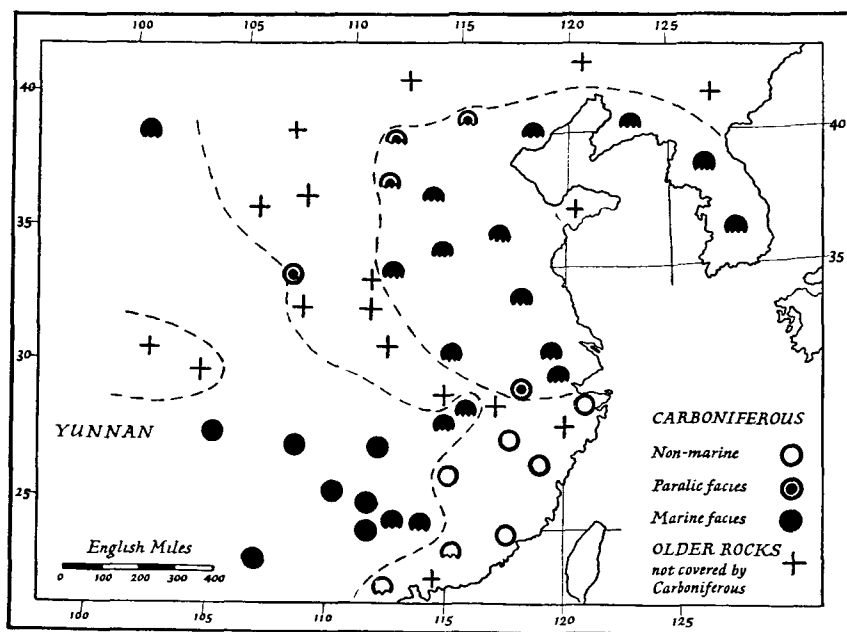 100 105 110 115 120 125
40 40
35 35
30
YUNNAN
25
English Miles
0 100 200 300 400
CARBONIFEROUS
Non-marine
Paralic facies
Marine facies
OLDER ROCKS
not covered by
Carboniferous
100 105 110 115 120 125